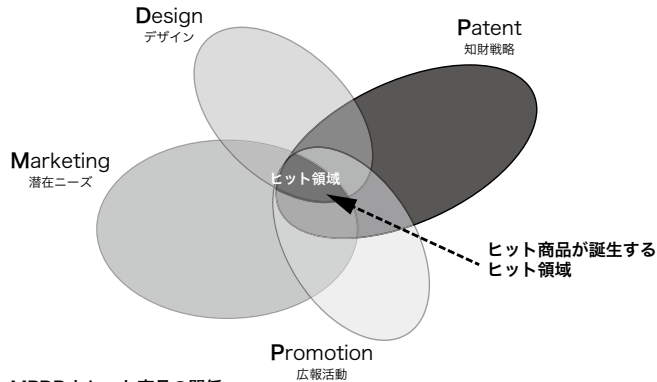 Design
デザイン
Patent
知財戦略
Marketing
潜在ニーズ
ヒット領域
ヒット商品が誕生する
ヒット領域
Promotion
広報活動